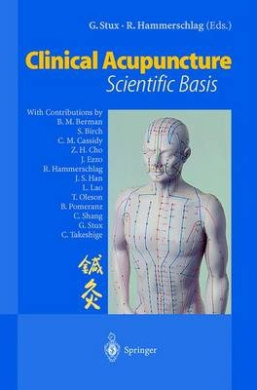 G. Stux · R. Hammerschlag (Eds.)
Clinical Acupuncture
Scientific Basis
With Contributions by
B. M. Berman
S. Birch
C. M. Cassidy
Z. H. Cho
J. Ezzo
R. Hammerschlag
J. S. Han
L. Lao
T. Oleson
B. Pomeranz
C. Shang
G. Stux
C. Takeshige
鍼灸
Springer